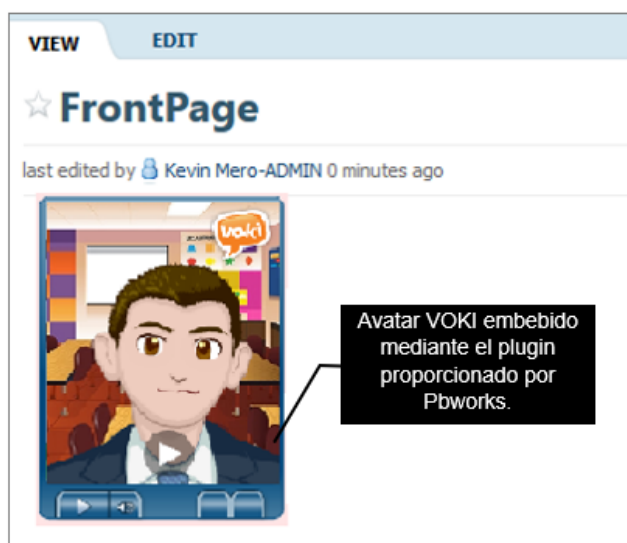 VIEW EDIT
FrontPage
last edited by Kevin Mero-ADMIN 0 minutes ago
voki
Avatar VOKI embebido
mediante el plugin
proporcionado por
Pbworks.